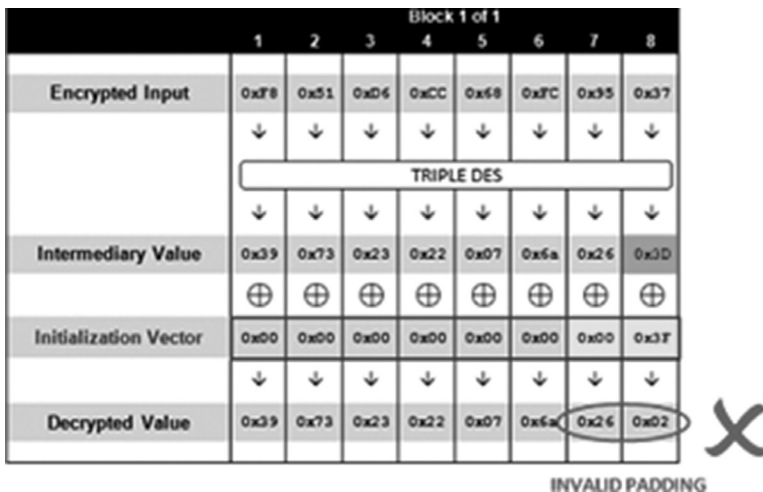 Block 1 of 1
1 2 3 4 5 6 7 8
Encrypted Input 0xF8 0x51 0xD6 0xCC 0x68 0xFC 0x95 0x37
TRIPLE DES
Intermediary Value 0x39 0x73 0x23 0x22 0x07 0x6a 0x26 0x3D
Initialization Vector 0x00 0x00 0x00 0x00 0x00 0x00 0x00 0x3F
Decrypted Value 0x39 0x73 0x23 0x22 0x07 0x6a 0x26 0x02
INVALID PADDING